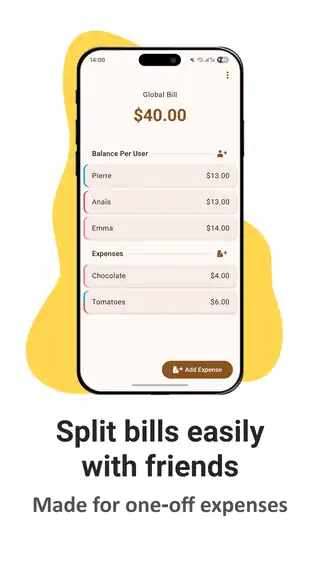 14:00
Global Bill
$40.00
Balance Per User
Pierre $13.00
Anaïs $13.00
Emma $14.00
Expenses
Chocolate $4.00
Tomatoes $6.00
Add Expense
Split bills easily
with friends
Made for one-off expenses